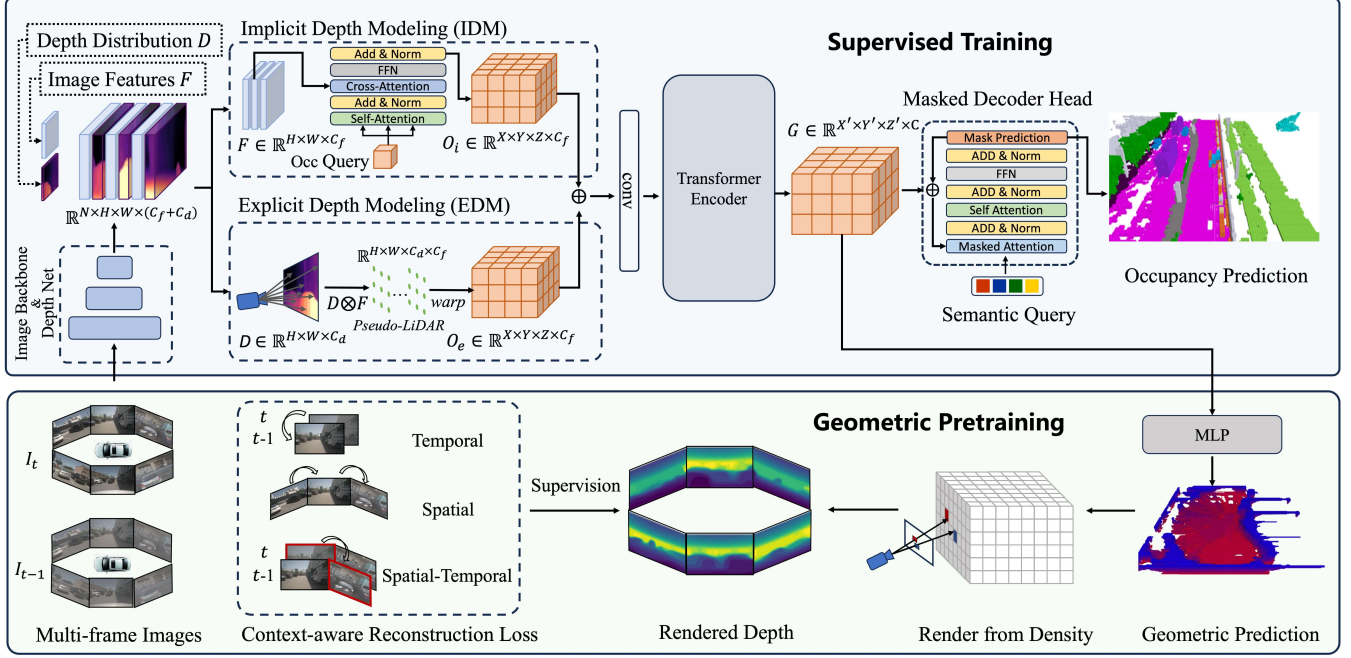 Supervised Training
Depth Distribution D
Image Features F
ℝ^{N×H×W×(C_f+C_d)}
Image Backbone
&
Depth Net
Implicit Depth Modeling (IDM)
Add & Norm
FFN
Cross-Attention
Add & Norm
Self-Attention
F ∈ ℝ^{H×W×C_f}
Occ Query
O_i ∈ ℝ^{X×Y×Z×C_f}
Explicit Depth Modeling (EDM)
ℝ^{H×W×C_d×C_f}
D⊗F
warp
Pseudo-LiDAR
D ∈ ℝ^{H×W×C_d}
O_e ∈ ℝ^{X×Y×Z×C_f}
⊕
conv
Transformer
Encoder
G ∈ ℝ^{X′×Y′×Z′×C}
Masked Decoder Head
Mask Prediction
ADD & Norm
FFN
ADD & Norm
Self Attention
ADD & Norm
Masked Attention
⊕
Semantic Query
Occupancy Prediction
Geometric Pretraining
I_t
I_{t-1}
Multi-frame Images
t
t-1
Temporal
Spatial
t
t-1
Spatial-Temporal
Context-aware Reconstruction Loss
Supervision
Rendered Depth
Render from Density
MLP
Geometric Prediction